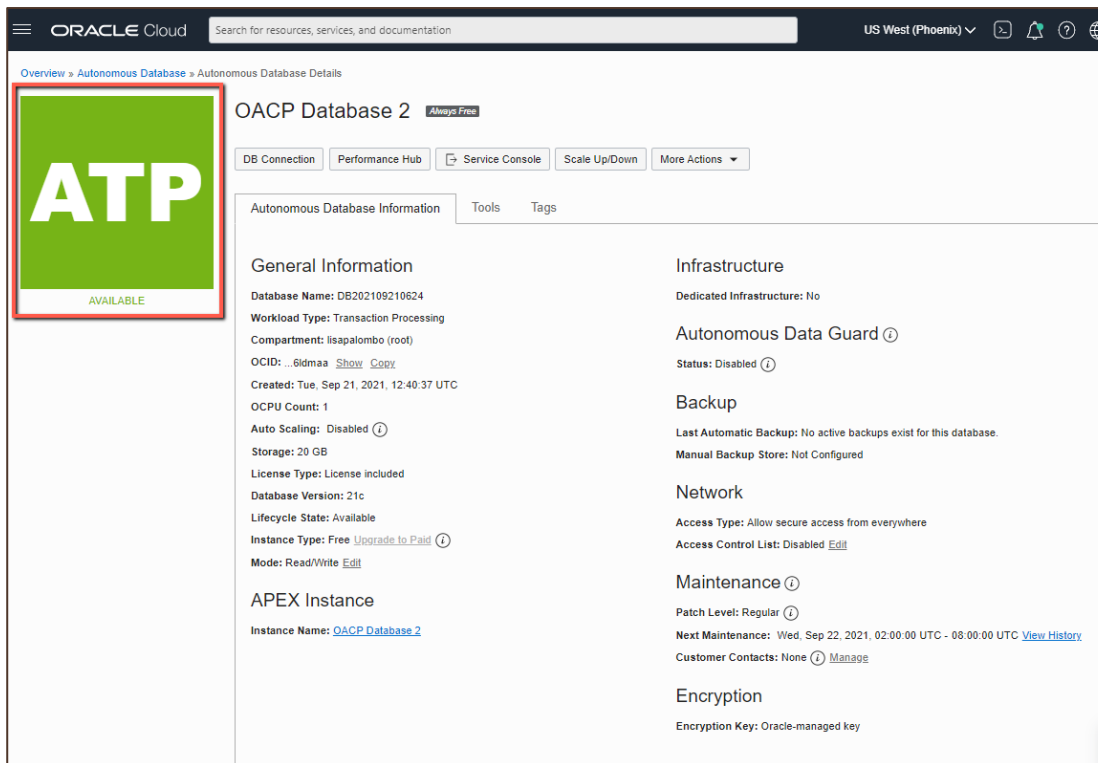 ORACLE Cloud
Search for resources, services, and documentation
US West (Phoenix)
Overview » Autonomous Database » Autonomous Database Details
ATP
AVAILABLE
OACP Database 2 Always Free
DB Connection
Performance Hub
Service Console
Scale Up/Down
More Actions
Autonomous Database Information
Tools
Tags
General Information
Database Name: DB202109210624
Workload Type: Transaction Processing
Compartment: lisapalombo (root)
OCID: ...6ldmaa Show Copy
Created: Tue, Sep 21, 2021, 12:40:37 UTC
OCPU Count: 1
Auto Scaling: Disabled i
Storage: 20 GB
License Type: License included
Database Version: 21c
Lifecycle State: Available
Instance Type: Free Upgrade to Paid i
Mode: Read/Write Edit
APEX Instance
Instance Name: OACP Database 2
Infrastructure
Dedicated Infrastructure: No
Autonomous Data Guard i
Status: Disabled i
Backup
Last Automatic Backup: No active backups exist for this database.
Manual Backup Store: Not Configured
Network
Access Type: Allow secure access from everywhere
Access Control List: Disabled Edit
Maintenance i
Patch Level: Regular i
Next Maintenance: Wed, Sep 22, 2021, 02:00:00 UTC - 08:00:00 UTC View History
Customer Contacts: None i Manage
Encryption
Encryption Key: Oracle-managed key